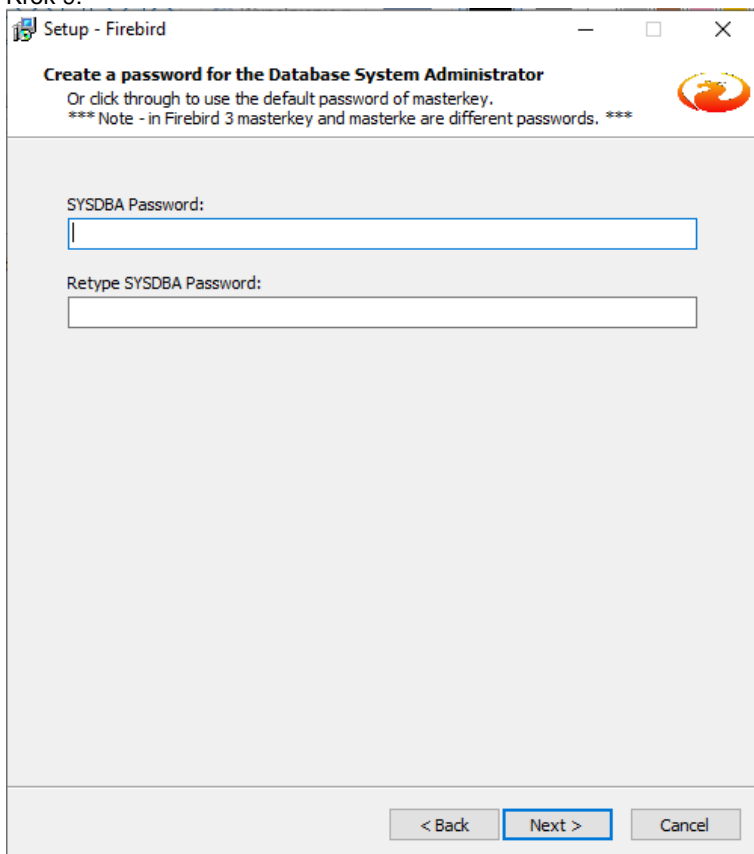 Setup - Firebird
Create a password for the Database System Administrator
Or click through to use the default password of masterkey.
*** Note - in Firebird 3 masterkey and masterke are different passwords. ***
SYSDBA Password:
Retype SYSDBA Password:
< Back
Next >
Cancel